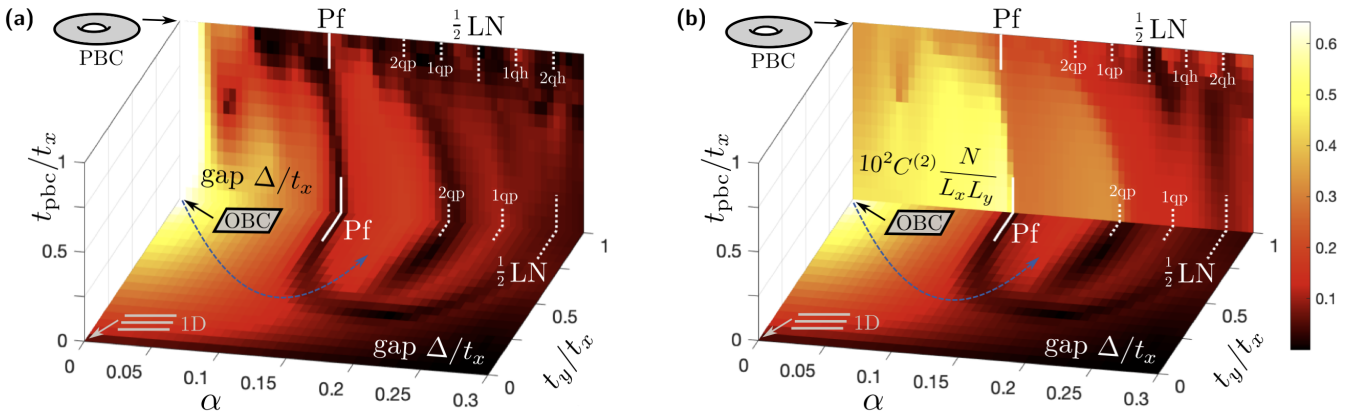 (a)
PBC
Pf
1/2 LN
2qp
1qp
1qh
2qh
t_pbc/t_x
1
0.5
0
gap Δ/t_x
OBC
Pf
2qp
1qp
1/2 LN
1D
gap Δ/t_x
0
0.05
0.1
0.15
0.2
0.25
0.3
α
0
0.5
1
t_y/t_x
(b)
PBC
Pf
1/2 LN
2qp
1qp
1qh
2qh
t_pbc/t_x
1
0.5
0
10^2 C^(2) N/(L_x L_y)
OBC
Pf
2qp
1qp
1/2 LN
1D
gap Δ/t_x
0
0.05
0.1
0.15
0.2
0.25
0.3
α
0
0.5
1
t_y/t_x
0.6
0.5
0.4
0.3
0.2
0.1